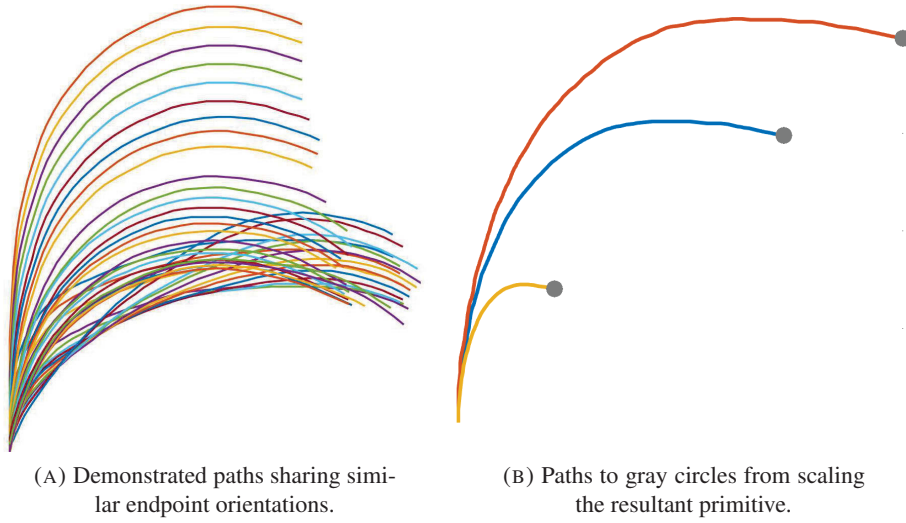 (A) Demonstrated paths sharing simi-
lar endpoint orientations.
(B) Paths to gray circles from scaling
the resultant primitive.